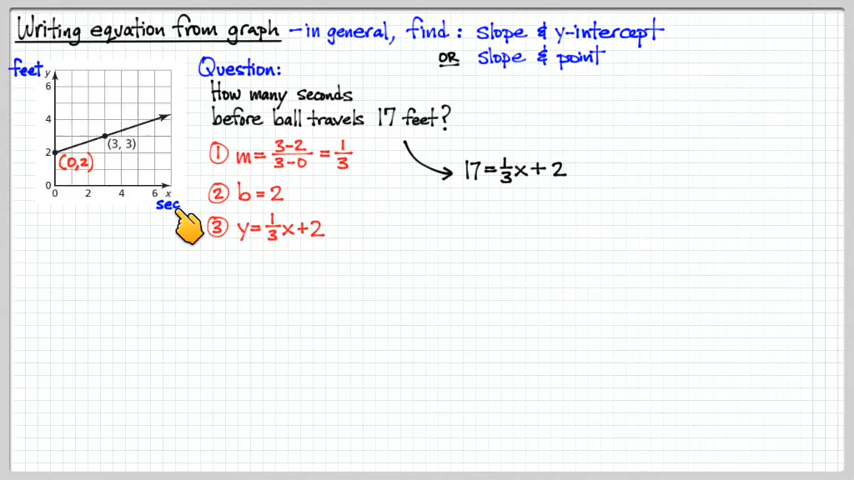 Writing equation from graph - in general, find: slope & y-intercept
OR slope & point
feet y
6
4
2
0
(0,2)
(3, 3)
0 2 4 6 x
sec
Question:
How many seconds
before ball travels 17 feet?
① m = 3-2/3-0 = 1/3
② b = 2
③ y = 1/3 x + 2
17 = 1/3 x + 2